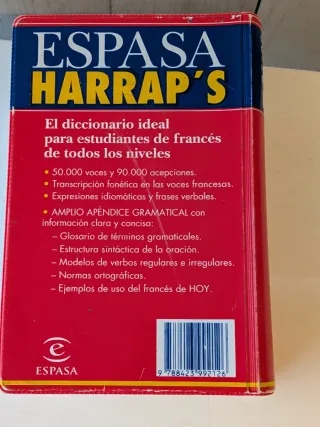 ESPASA
HARRAP'S
El diccionario ideal
para estudiantes de francés
de todos los niveles
• 50.000 voces y 90.000 acepciones.
• Transcripción fonética en las voces francesas.
• Expresiones idiomáticas y frases verbales.
• AMPLIO APÉNDICE GRAMATICAL con
información clara y concisa:
– Glosario de términos gramaticales.
– Estructura sintáctica de la oración.
– Modelos de verbos regulares e irregulares.
– Normas ortográficas.
– Ejemplos de uso del francés de HOY.
e
ESPASA
9 788423 992126